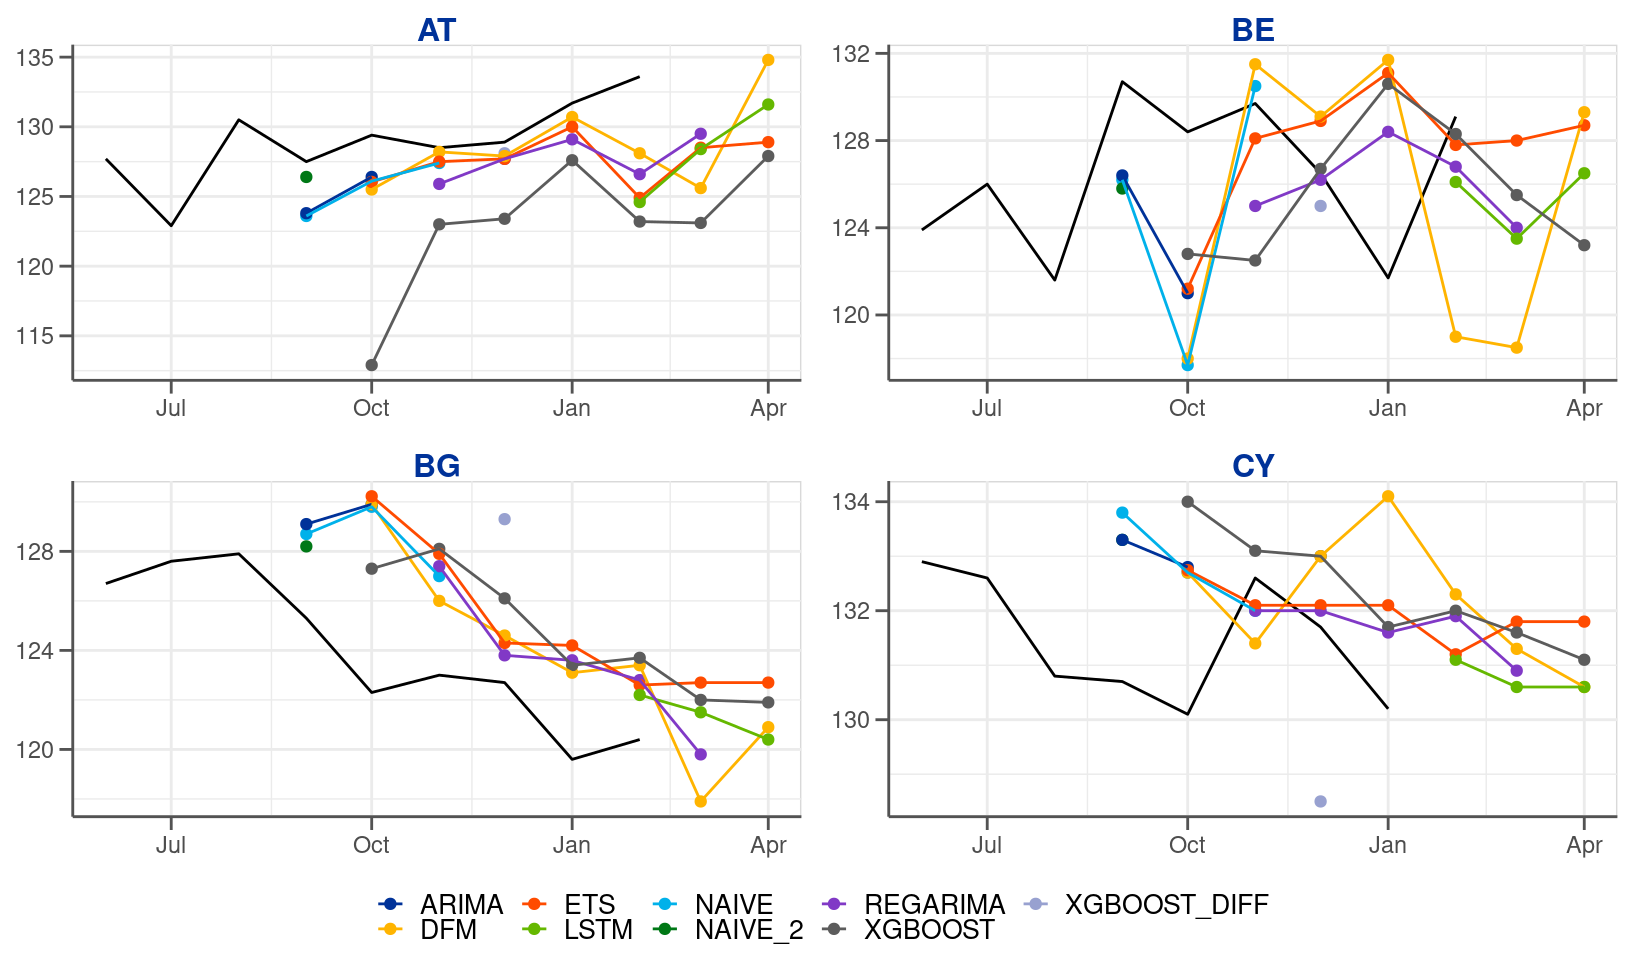 AT
BE
135
130
125
120
115
132
128
124
120
Jul Oct Jan Apr
Jul Oct Jan Apr
BG
CY
128
124
120
134
132
130
Jul Oct Jan Apr
Jul Oct Jan Apr
ARIMA ETS NAIVE REGARIMA XGBOOST_DIFF
DFM LSTM NAIVE_2 XGBOOST